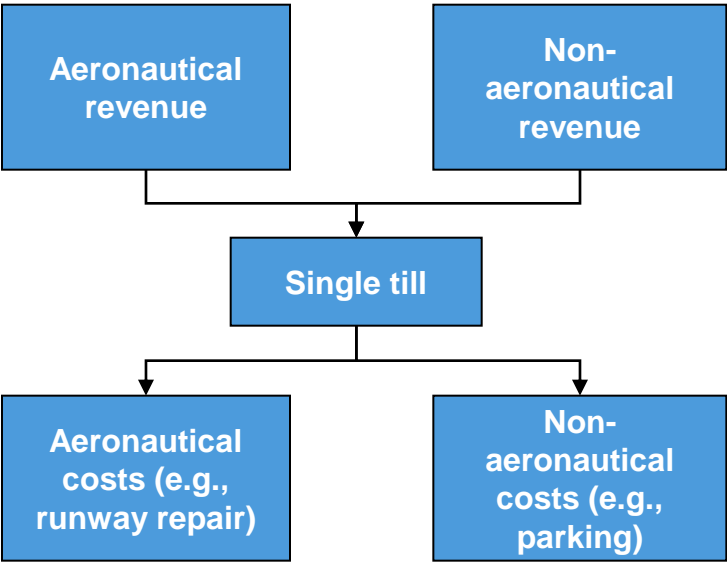 Aeronautical
revenue
Non-
aeronautical
revenue
Single till
Aeronautical
costs (e.g.,
runway repair)
Non-
aeronautical
costs (e.g.,
parking)